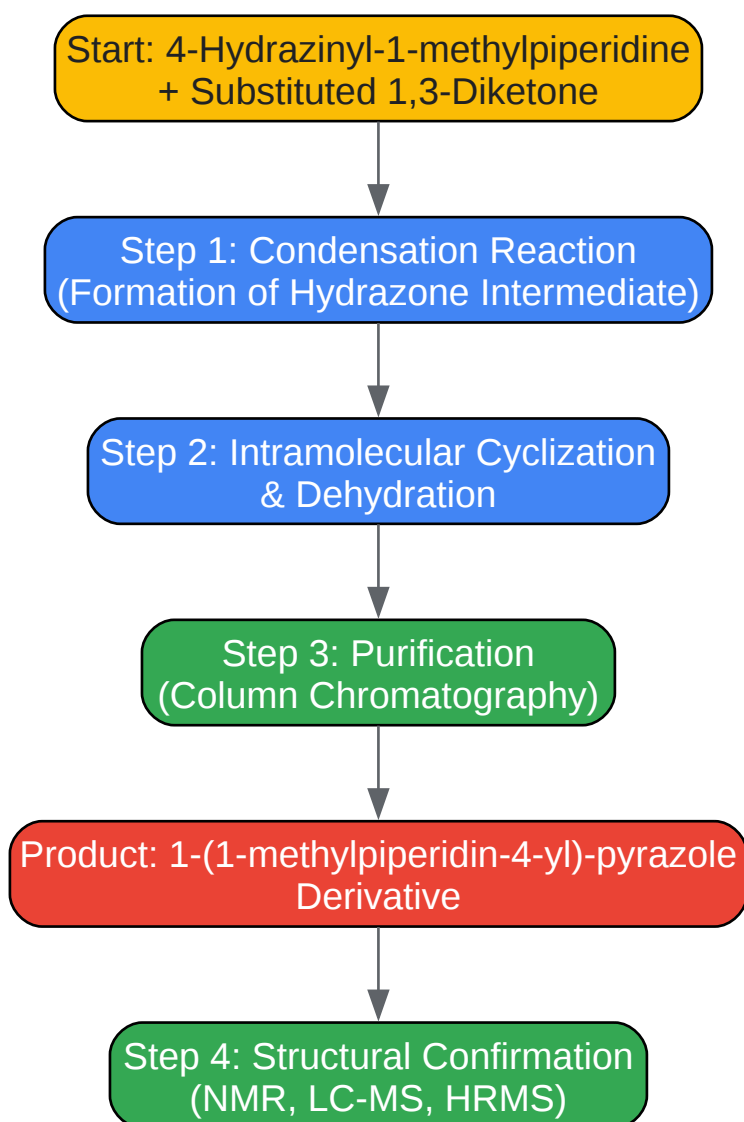 Start: 4-Hydrazinyl-1-methylpiperidine
+ Substituted 1,3-Diketone
Step 1: Condensation Reaction
(Formation of Hydrazone Intermediate)
Step 2: Intramolecular Cyclization
& Dehydration
Step 3: Purification
(Column Chromatography)
Product: 1-(1-methylpiperidin-4-yl)-pyrazole
Derivative
Step 4: Structural Confirmation
(NMR, LC-MS, HRMS)